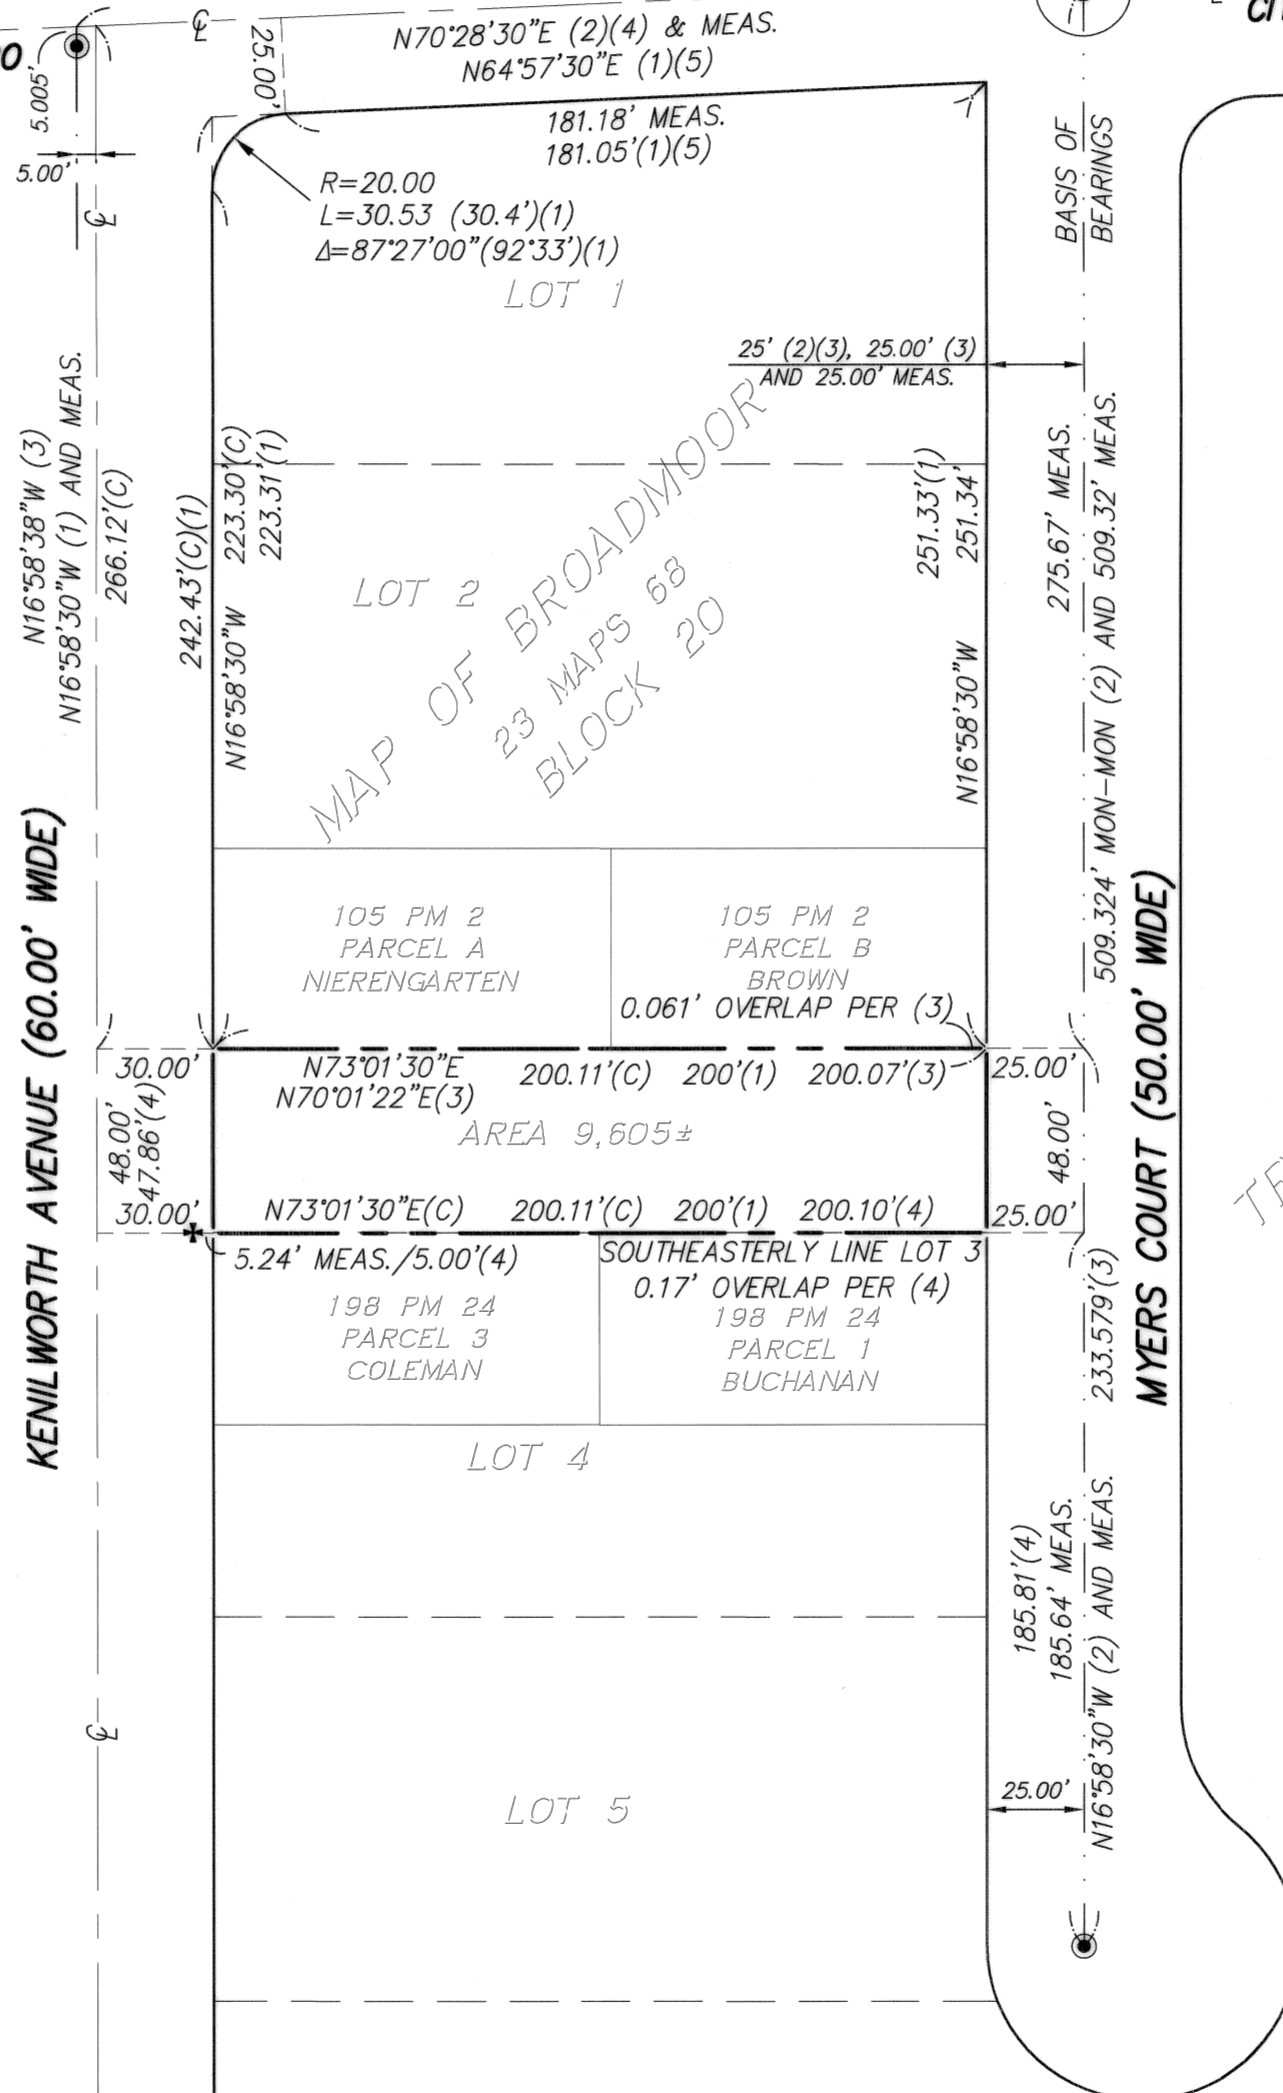 N70°28'30"E (2)(4) & MEAS.
N64°57'30"E (1)(5)
25.00'
5.005'
5.00'
181.18' MEAS.
181.05'(1)(5)
R=20.00
L=30.53 (30.4')(1)
Δ=87°27'00"(92°33')(1)
LOT 1
BASIS OF
BEARINGS
25' (2)(3), 25.00' (3)
AND 25.00' MEAS.
N16°58'38"W (3)
N16°58'30"W (1) AND MEAS.
266.12'(C)
242.43'(C)(1)
223.30'(C)
223.31'(1)
N16°58'30"W
LOT 2
MAP OF BROADMOOR
23 MAPS 68
BLOCK 20
251.33'(1)
251.34'
N16°58'30"W
275.67' MEAS.
509.324' MON-MON (2) AND 509.32' MEAS.
KENILWORTH AVENUE (60.00' WIDE)
MYERS COURT (50.00' WIDE)
105 PM 2
PARCEL A
NIERENGARTEN
105 PM 2
PARCEL B
BROWN
0.061' OVERLAP PER (3)
30.00'
N73°01'30"E
N70°01'22"E(3)
200.11'(C) 200'(1) 200.07'(3)
25.00'
48.00'
47.86'(4)
AREA 9,605±
48.00'
30.00'
N73°01'30"E(C) 200.11'(C) 200'(1) 200.10'(4)
25.00'
5.24' MEAS./5.00'(4)
SOUTHEASTERLY LINE LOT 3
0.17' OVERLAP PER (4)
198 PM 24
PARCEL 3
COLEMAN
198 PM 24
PARCEL 1
BUCHANAN
233.579'(3)
LOT 4
185.81'(4)
185.64' MEAS.
N16°58'30"W (2) AND MEAS.
25.00'
LOT 5